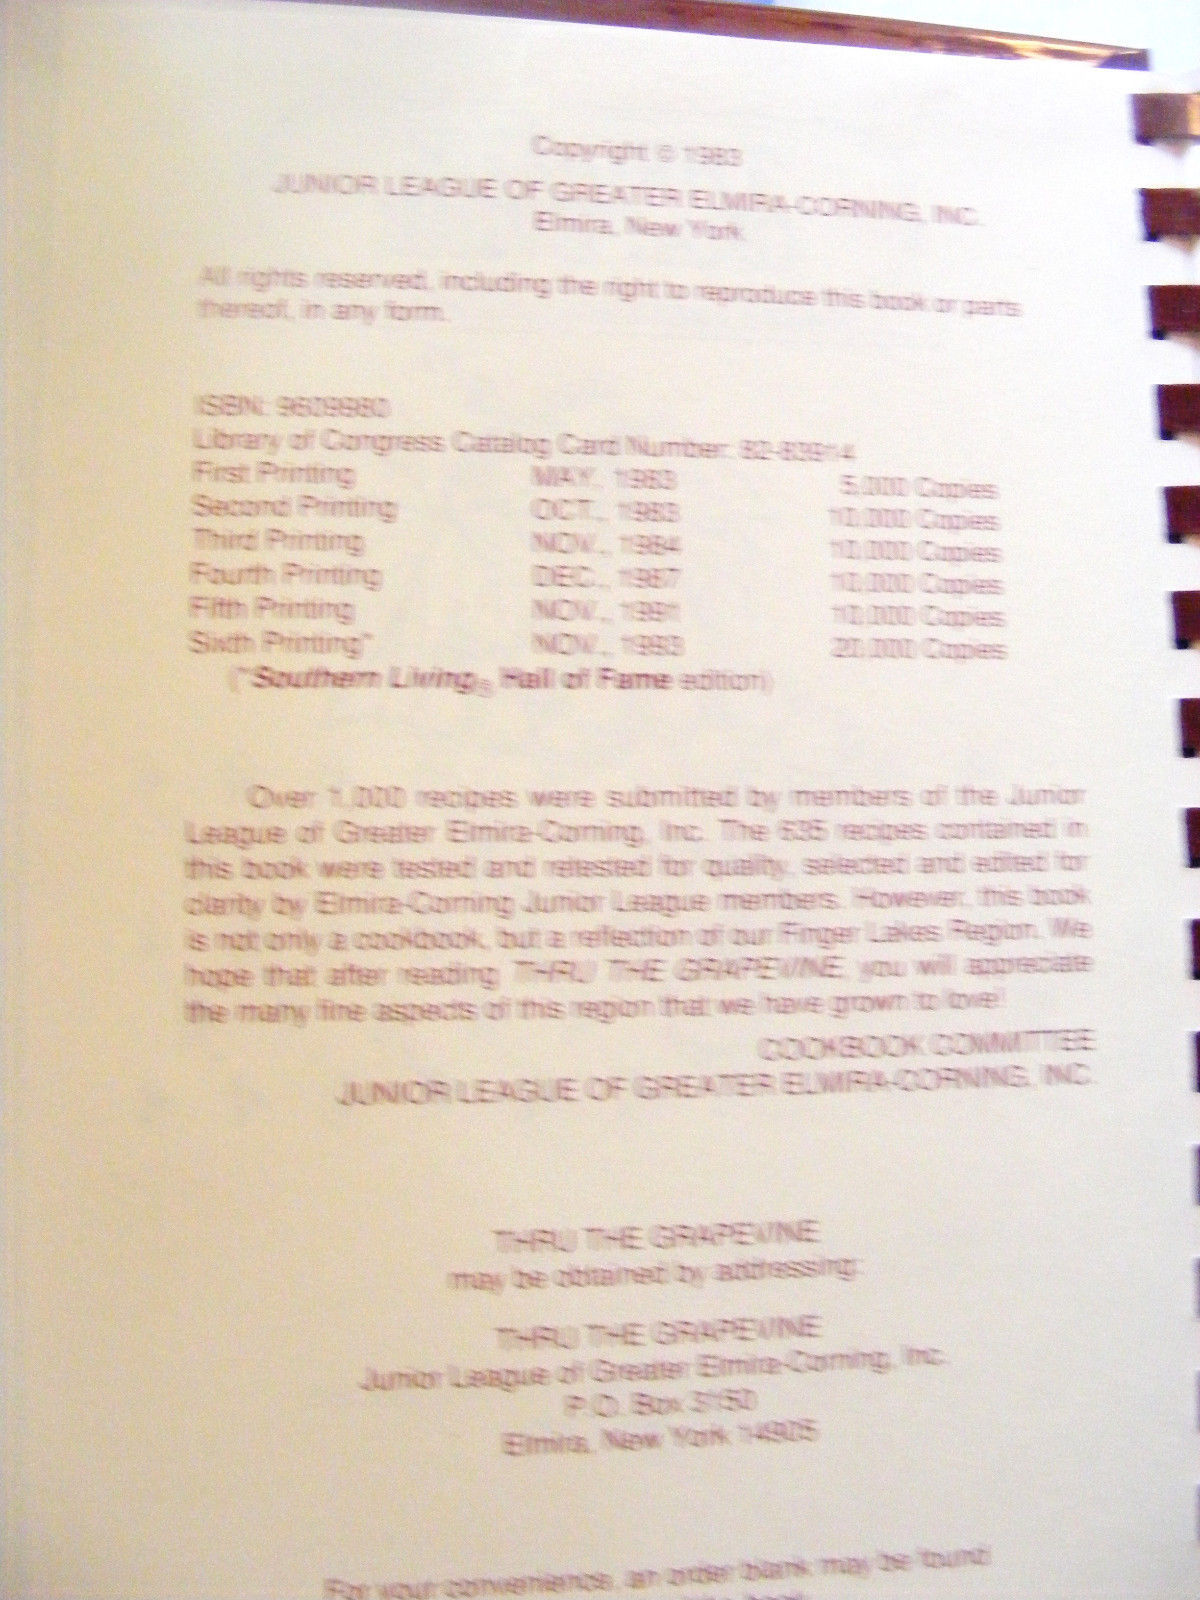 Copyright © 1983
JUNIOR LEAGUE OF GREATER ELMIRA-CORNING, INC.
Elmira, New York
All rights reserved, including the right to reproduce this book or parts
thereof, in any form.
ISBN: 9609980
Library of Congress Catalog Card Number: 82-83914
First Printing MAY, 1983 5,000 Copies
Second Printing OCT., 1983 10,000 Copies
Third Printing NOV., 1984 10,000 Copies
Fourth Printing DEC., 1987 10,000 Copies
Fifth Printing NOV., 1991 10,000 Copies
Sixth Printing* NOV., 1993 20,000 Copies
(*Southern Living® Hall of Fame edition)
Over 1,000 recipes were submitted by members of the Junior
League of Greater Elmira-Corning, Inc. The 635 recipes contained in
this book were tested and retested for quality, selected and edited for
clarity by Elmira-Corning Junior League members. However, this book
is not only a cookbook, but a reflection of our Finger Lakes Region. We
hope that after reading THRU THE GRAPEVINE, you will appreciate
the many fine aspects of this region that we have grown to love!
COOKBOOK COMMITTEE
JUNIOR LEAGUE OF GREATER ELMIRA-CORNING, INC.
THRU THE GRAPEVINE
may be obtained by addressing:
THRU THE GRAPEVINE
Junior League of Greater Elmira-Corning, Inc.
P.O. Box 3150
Elmira, New York 14905
For your convenience, an order blank may be found